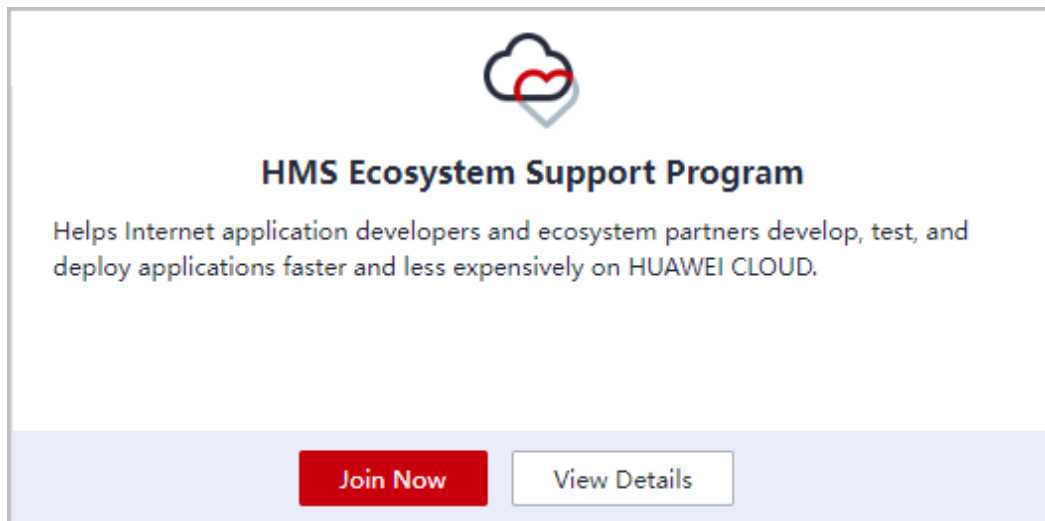 HMS Ecosystem Support Program
Helps Internet application developers and ecosystem partners develop, test, and
deploy applications faster and less expensively on HUAWEI CLOUD.
Join Now
View Details